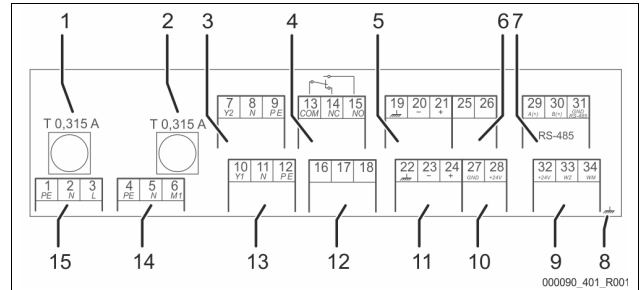 1 2 3 4 5 6 7
T 0,315 A T 0,315 A
7 8 9 13 14 15 19 20 21 25 26 29 30 31
Y2 N PE COM NC NO − + A(+) B(+) GND RS-485
RS-485
10 11 12 16 17 18 22 23 24 27 28 32 33 34
Y1 N PE − + GND +24V +24V WZ WM
1 2 3 4 5 6
PE N L PE N M1
15 14 13 12 11 10 9 8
000090_401_R001